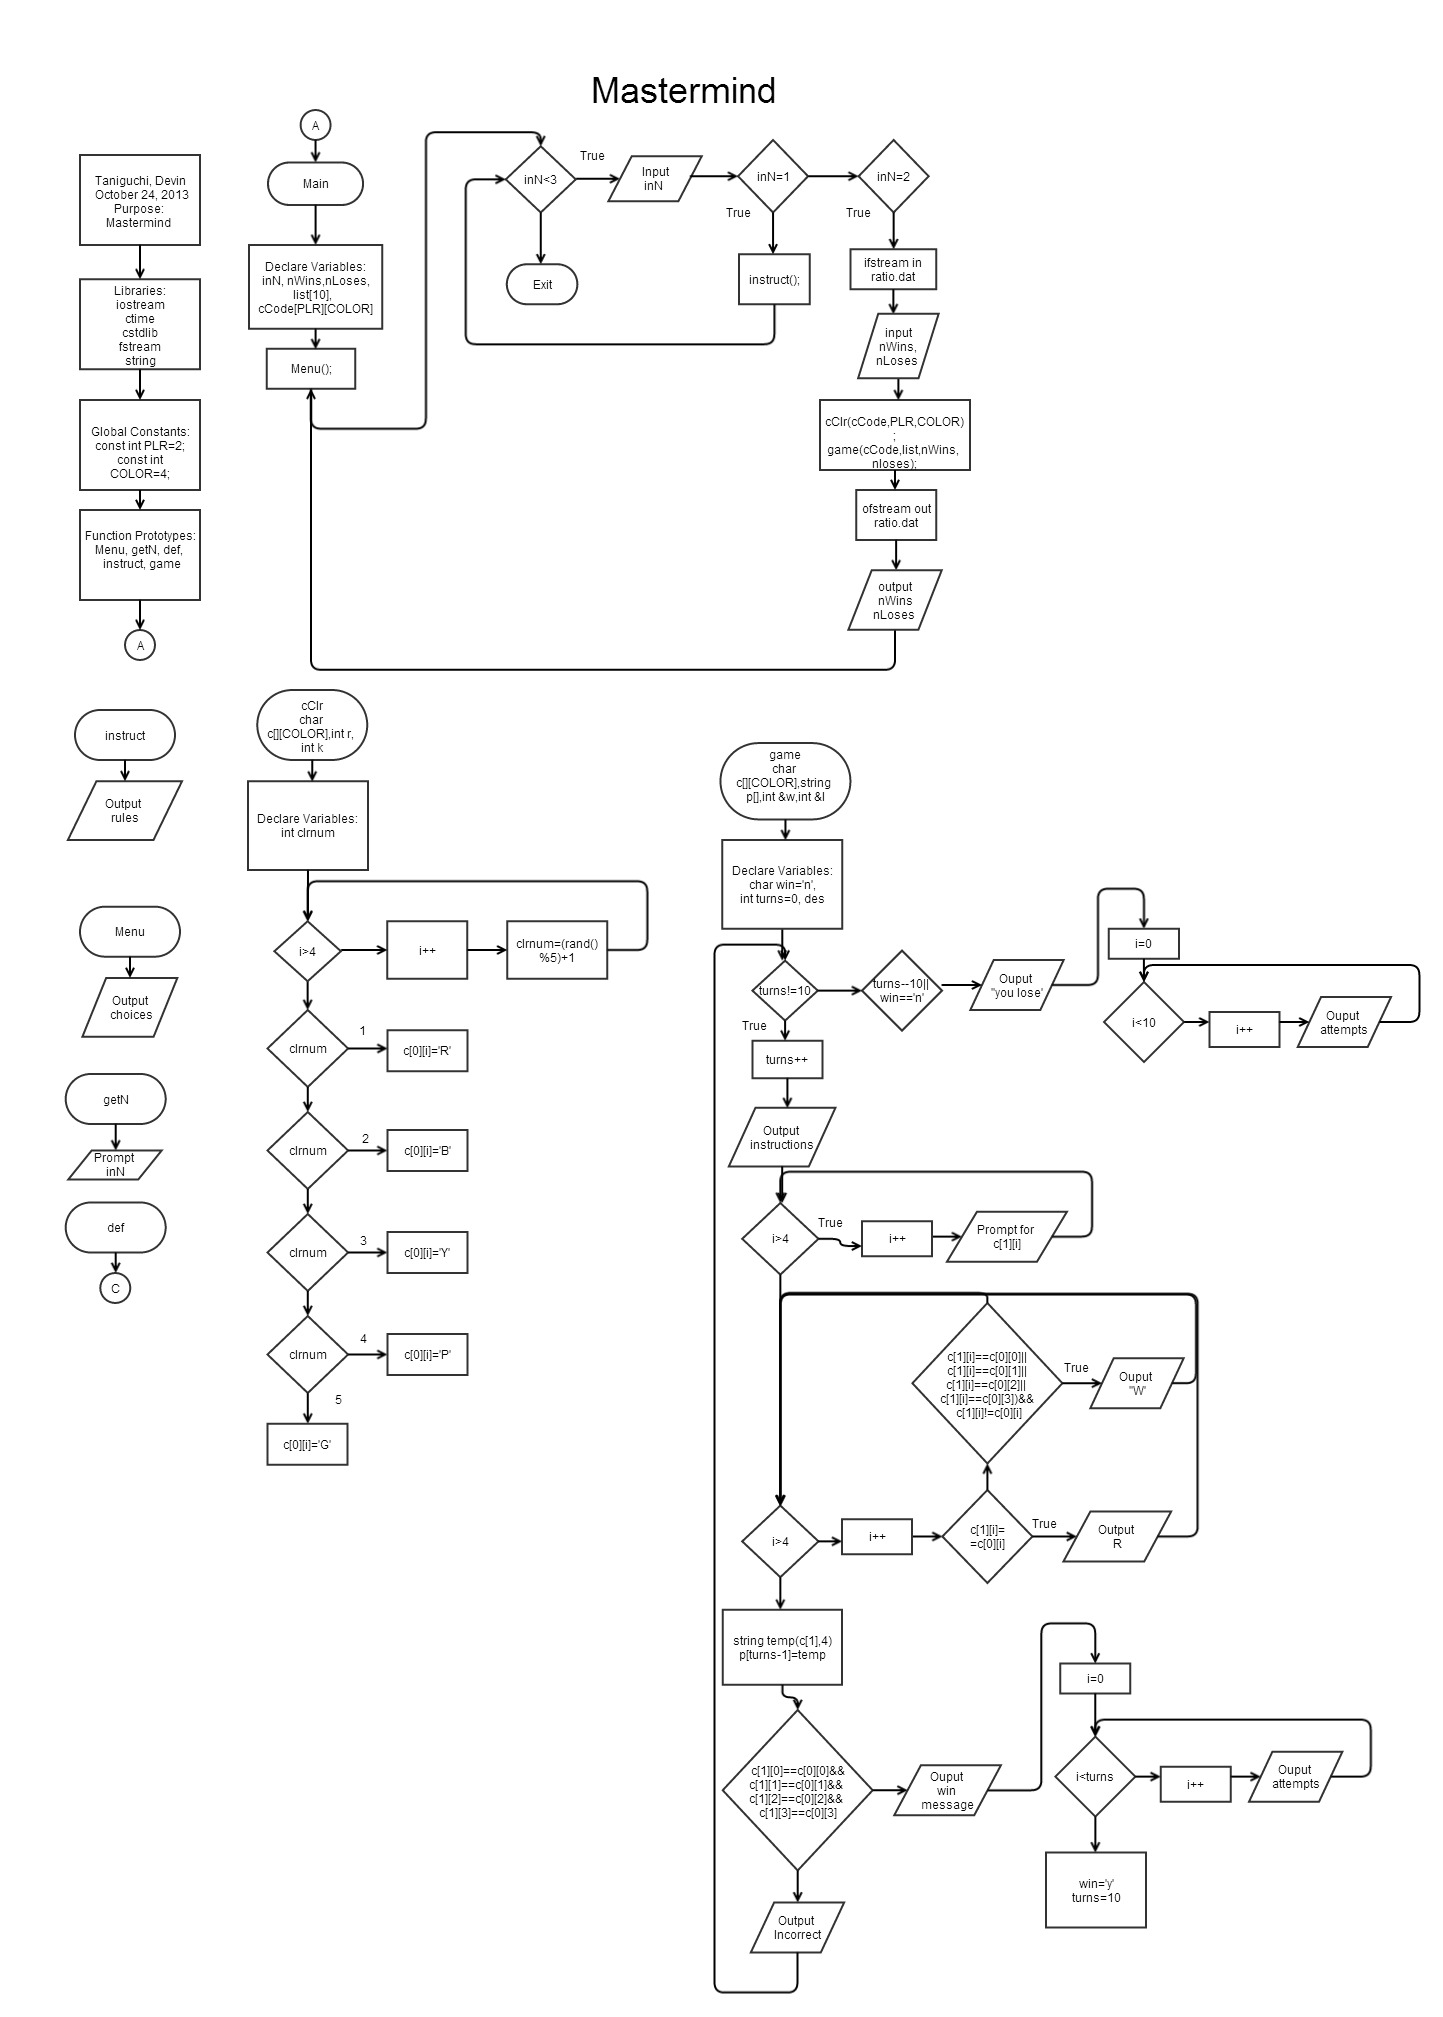 Mastermind
A
Main
Declare Variables:
inN, nWins,nLoses,
list[10],
cCode[PLR][COLOR]
Menu();
Taniguchi, Devin
October 24, 2013
Purpose:
Mastermind
Libraries:
iostream
ctime
cstdlib
fstream
string
Global Constants:
const int PLR=2;
const int
COLOR=4;
Function Prototypes:
Menu, getN, def,
instruct, game
A
inN<3
True
Input
inN
inN=1
True
inN=2
True
Exit
instruct();
ifstream in
ratio.dat
input
nWins,
nLoses
cClr(cCode,PLR,COLOR)
;
game(cCode,list,nWins,
nloses);
ofstream out
ratio.dat
output
nWins
nLoses
instruct
Output
rules
Menu
Output
choices
getN
Prompt
inN
def
C
cClr
char
c[][COLOR],int r,
int k
Declare Variables:
int clrnum
i>4
i++
clrnum=(rand()
%5)+1
clrnum
1
c[0][i]='R'
clrnum
2
c[0][i]='B'
clrnum
3
c[0][i]='Y'
clrnum
4
c[0][i]='P'
5
c[0][i]='G'
game
char
c[][COLOR],string
p[],int &w,int &l
Declare Variables:
char win='n',
int turns=0, des
turns!=10
True
turns--10||
win=='n'
Ouput
"you lose'
i=0
i<10
i++
Ouput
attempts
turns++
Output
instructions
i>4
True
i++
Prompt for
c[1][i]
c[1][i]==c[0][0]||
c[1][i]==c[0][1]||
c[1][i]==c[0][2]||
c[1][i]==c[0][3])&&
c[1][i]!=c[0][i]
True
Ouput
"W'
i>4
i++
c[1][i]=
=c[0][i]
True
Output
R
string temp(c[1],4)
p[turns-1]=temp
c[1][0]==c[0][0]&&
c[1][1]==c[0][1]&&
c[1][2]==c[0][2]&&
c[1][3]==c[0][3]
Ouput
win
message
i=0
i<turns
i++
Ouput
attempts
win='y'
turns=10
Output
Incorrect